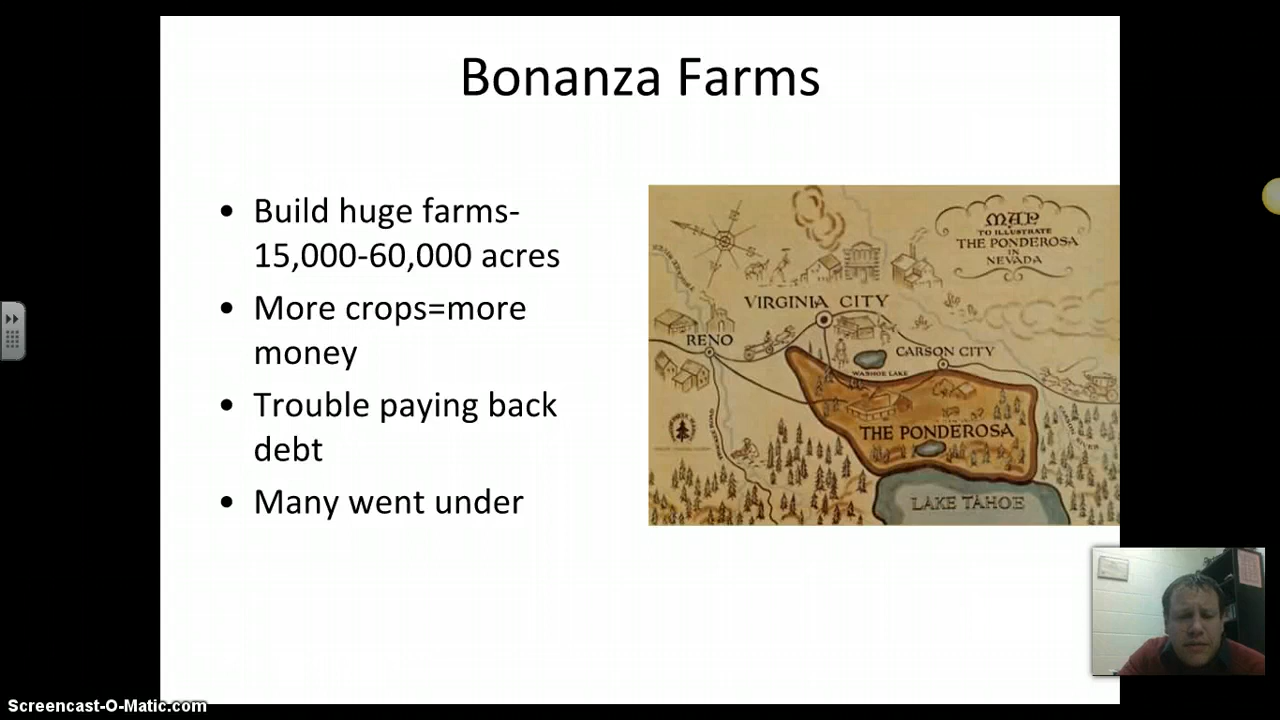 Bonanza Farms
• Build huge farms-
15,000-60,000 acres
• More crops=more
money
• Trouble paying back
debt
• Many went under
MAP
TO ILLUSTRATE
THE PONDEROSA
IN
NEVADA
VIRGINIA CITY
RENO
CARSON CITY
WASHOE LAKE
THE PONDEROSA
LAKE TAHOE
Screencast-O-Matic.com